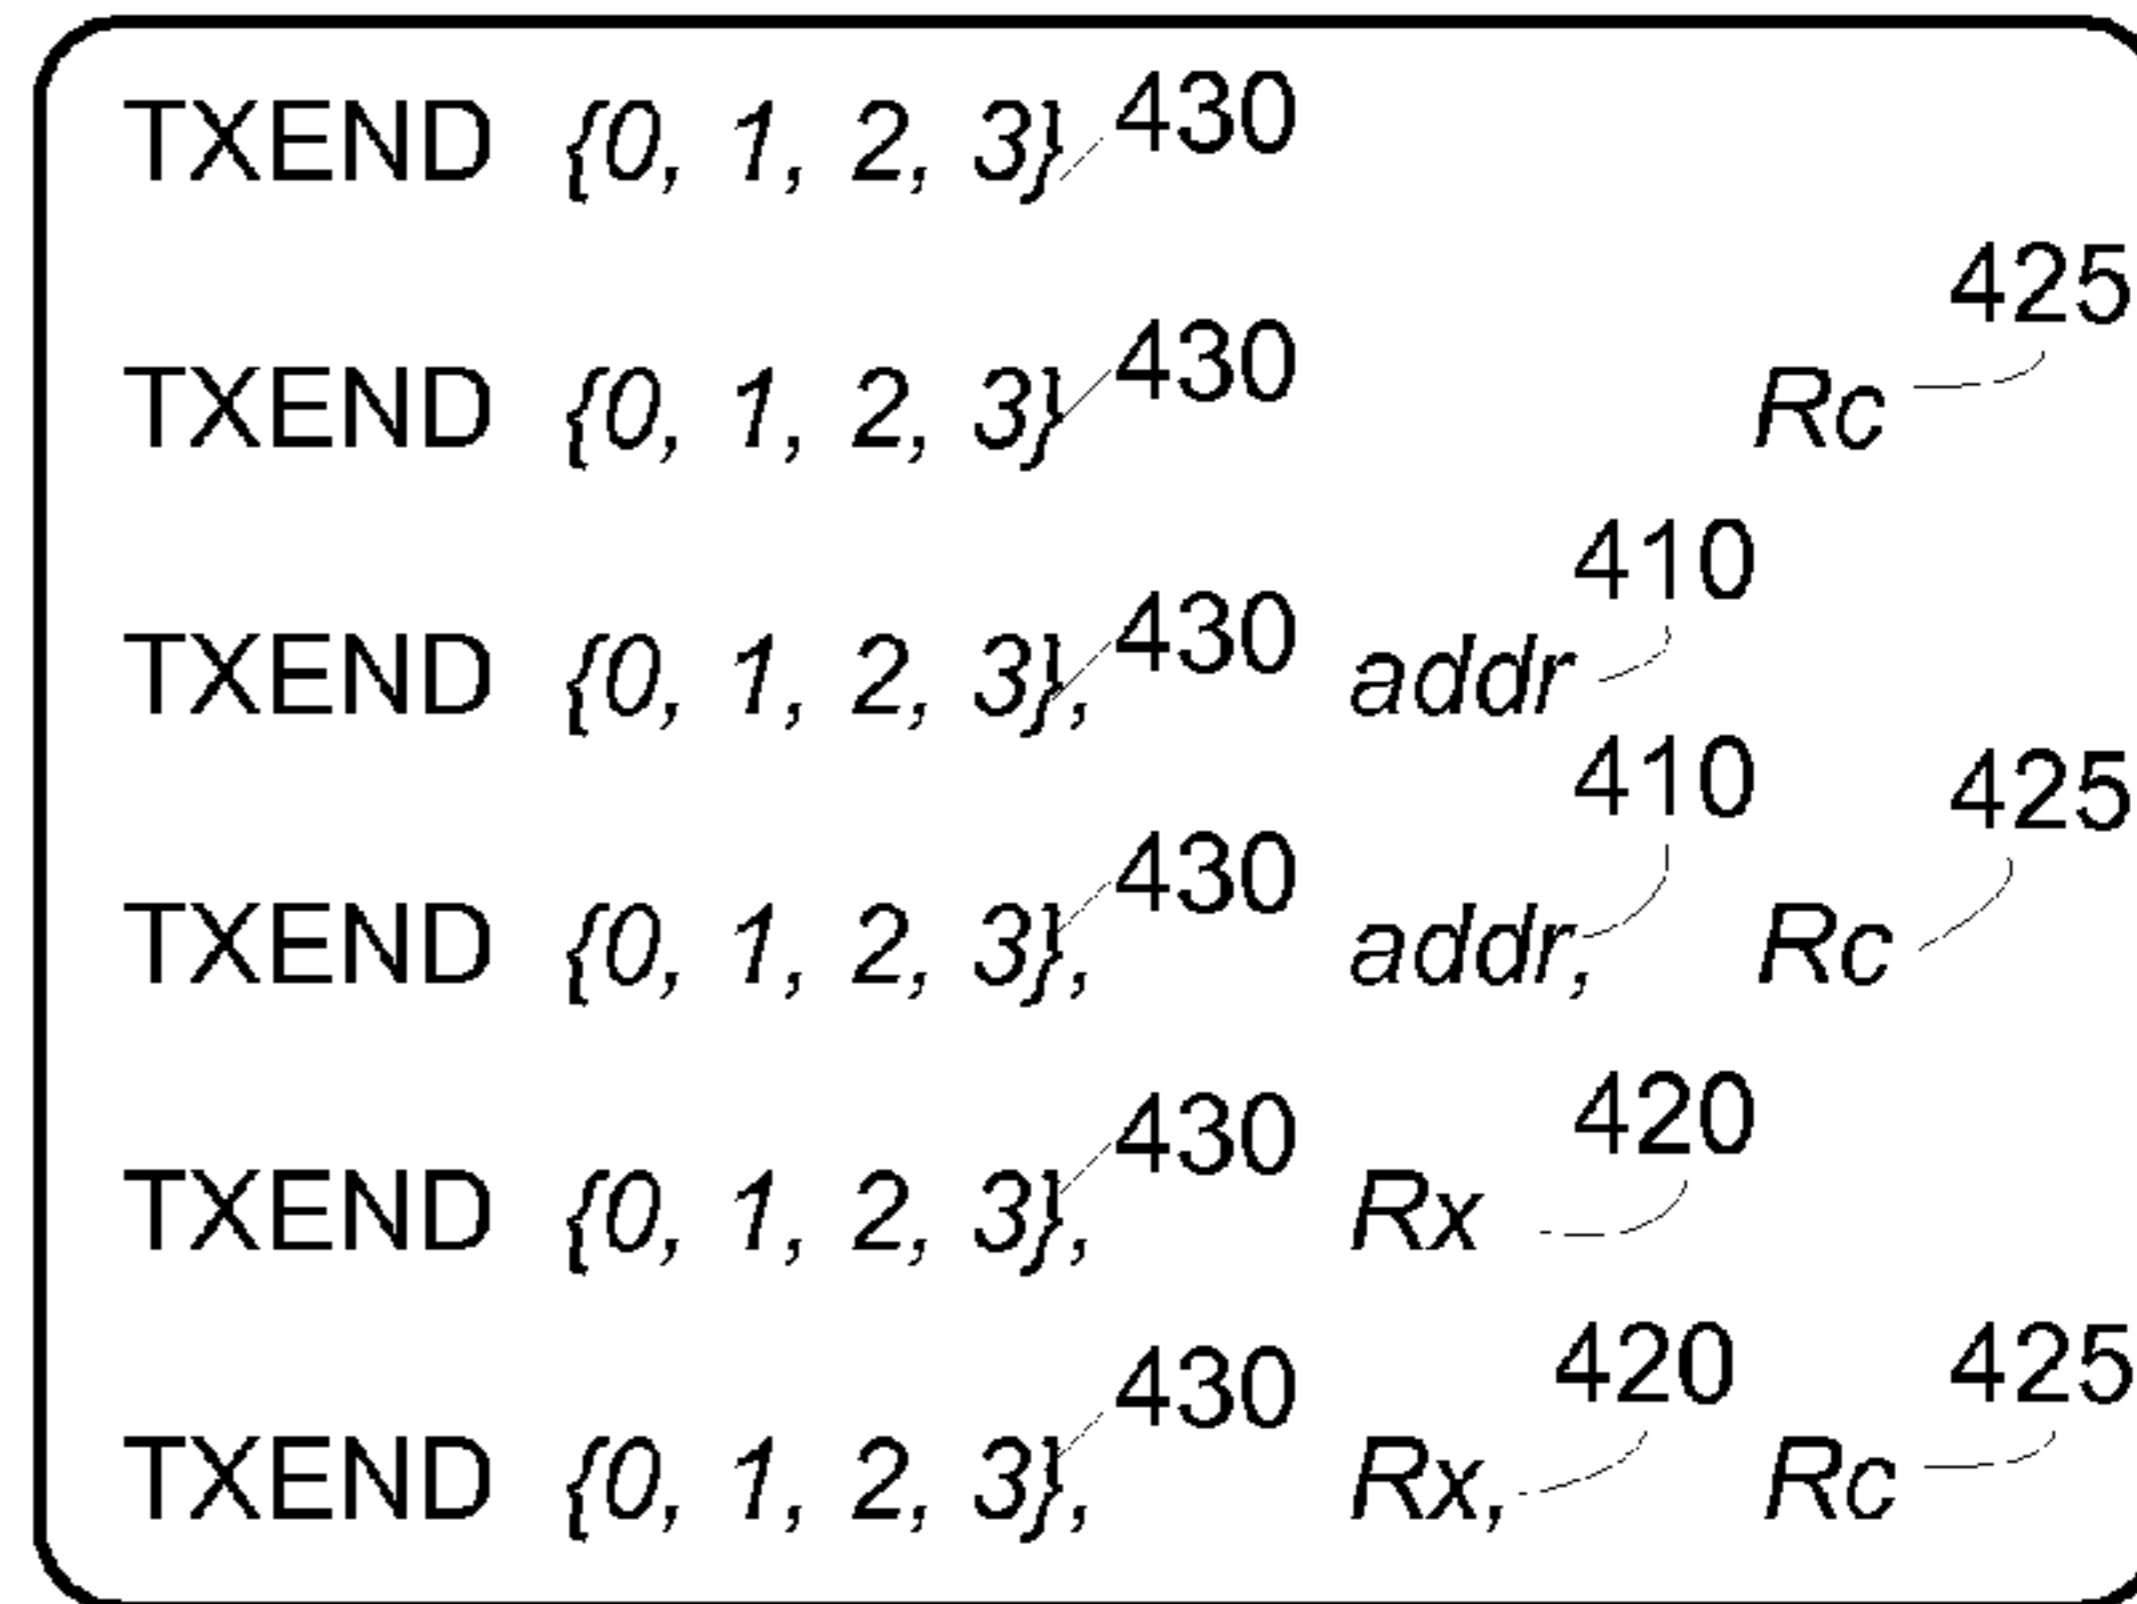 TXEND {0, 1, 2, 3} 430
425
TXEND {0, 1, 2, 3} 430 Rc
410
TXEND {0, 1, 2, 3}, 430 addr
410 425
TXEND {0, 1, 2, 3}, 430 addr, Rc
420
TXEND {0, 1, 2, 3}, 430 Rx
420 425
TXEND {0, 1, 2, 3}, 430 Rx, Rc